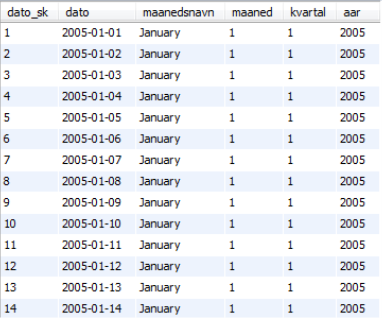 dato_sk dato maanedsnavn maaned kvartal aar
1 2005-01-01 January 1 1 2005
2 2005-01-02 January 1 1 2005
3 2005-01-03 January 1 1 2005
4 2005-01-04 January 1 1 2005
5 2005-01-05 January 1 1 2005
6 2005-01-06 January 1 1 2005
7 2005-01-07 January 1 1 2005
8 2005-01-08 January 1 1 2005
9 2005-01-09 January 1 1 2005
10 2005-01-10 January 1 1 2005
11 2005-01-11 January 1 1 2005
12 2005-01-12 January 1 1 2005
13 2005-01-13 January 1 1 2005
14 2005-01-14 January 1 1 2005